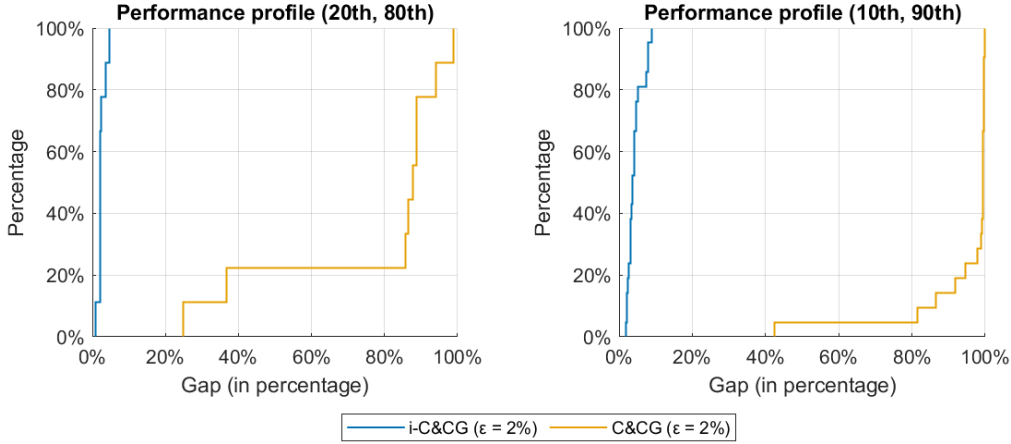 Performance profile (20th, 80th)
100%
80%
60%
40%
20%
0%
Percentage
0% 20% 40% 60% 80% 100%
Gap (in percentage)
Performance profile (10th, 90th)
100%
80%
60%
40%
20%
0%
Percentage
0% 20% 40% 60% 80% 100%
Gap (in percentage)
i-C&CG (ε = 2%) C&CG (ε = 2%)